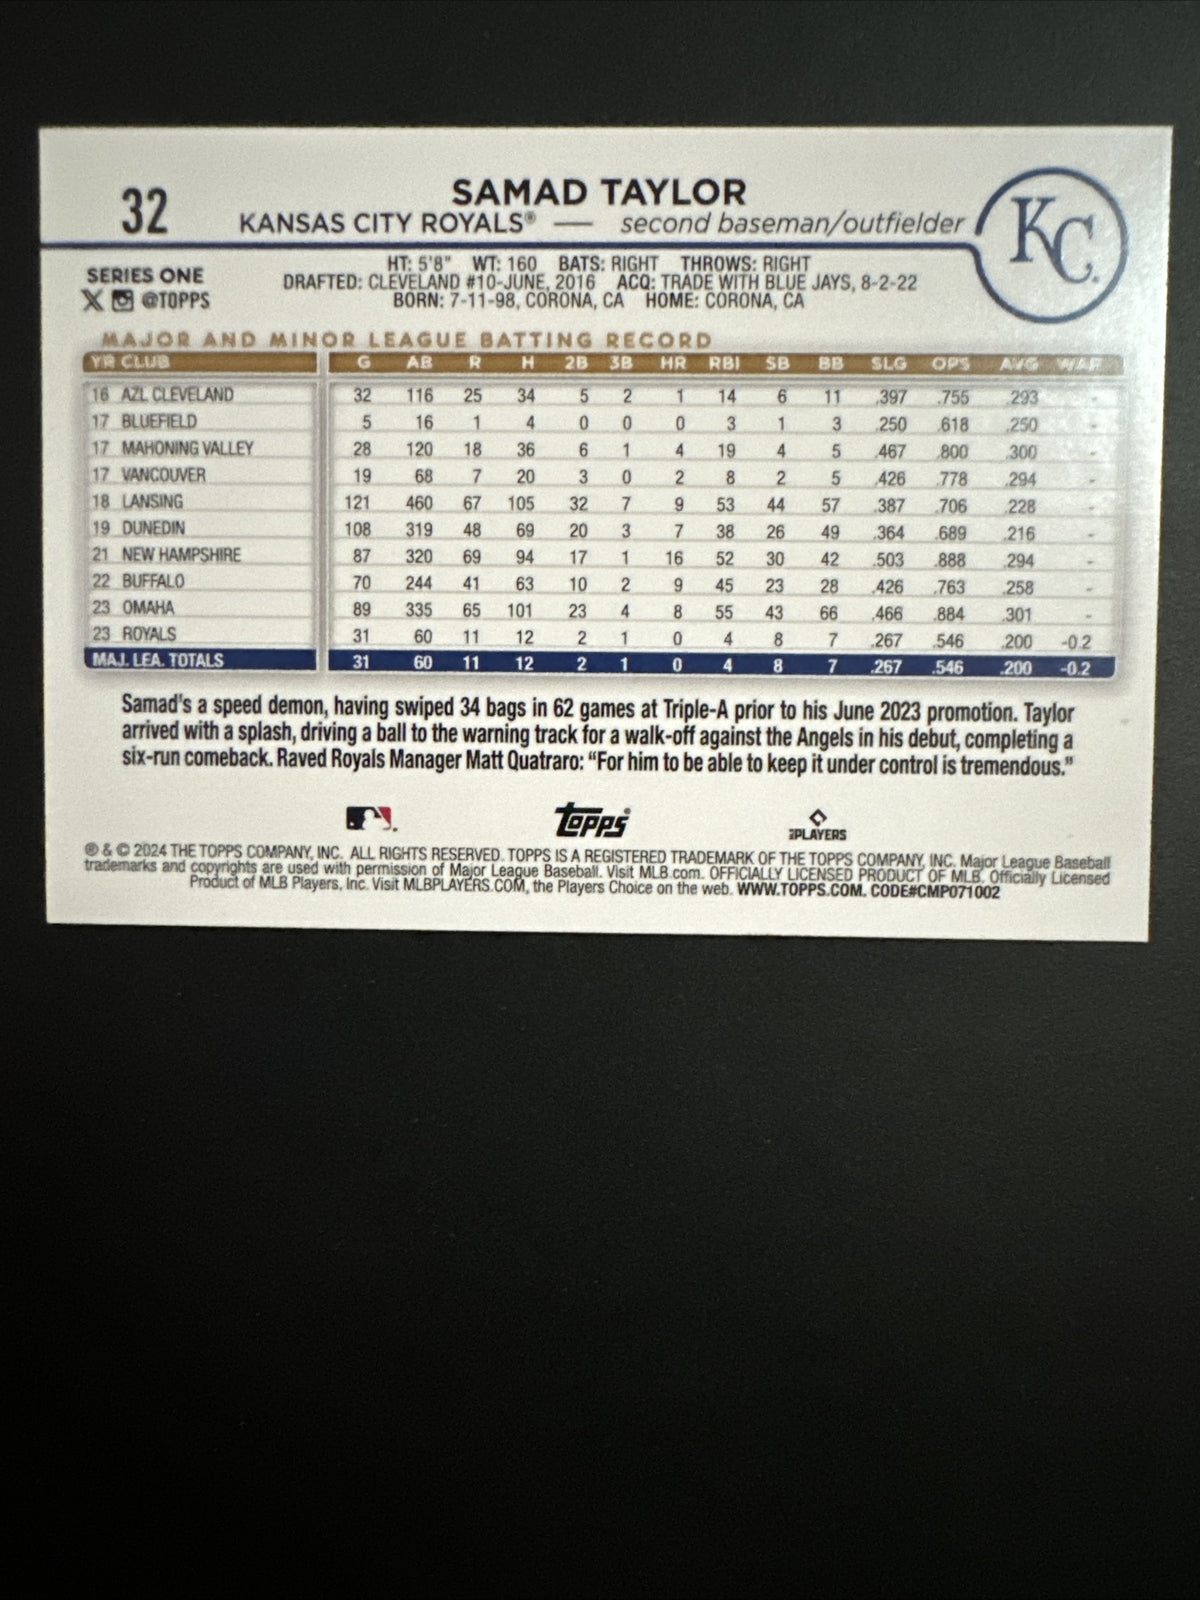 32
SAMAD TAYLOR
KANSAS CITY ROYALS® — second baseman/outfielder
KC
SERIES ONE
X @TOPPS
HT: 5'8" WT: 160 BATS: RIGHT THROWS: RIGHT
DRAFTED: CLEVELAND #10-JUNE, 2016 ACQ: TRADE WITH BLUE JAYS, 8-2-22
BORN: 7-11-98, CORONA, CA HOME: CORONA, CA
MAJOR AND MINOR LEAGUE BATTING RECORD
YR CLUB G AB R H 2B 3B HR RBI SB BB SLG OPS AVG WAR
16 AZL CLEVELAND 32 116 25 34 5 2 1 14 6 11 .397 .755 .293 -
17 BLUEFIELD 5 16 1 4 0 0 0 3 1 3 .250 .618 .250 -
17 MAHONING VALLEY 28 120 18 36 6 1 4 19 4 5 .467 .800 .300 -
17 VANCOUVER 19 68 7 20 3 0 2 8 2 5 .426 .778 .294 -
18 LANSING 121 460 67 105 32 7 9 53 44 57 .387 .706 .228 -
19 DUNEDIN 108 319 48 69 20 3 7 38 26 49 .364 .689 .216 -
21 NEW HAMPSHIRE 87 320 69 94 17 1 16 52 30 42 .503 .888 .294 -
22 BUFFALO 70 244 41 63 10 2 9 45 23 28 .426 .763 .258 -
23 OMAHA 89 335 65 101 23 4 8 55 43 66 .466 .884 .301 -
23 ROYALS 31 60 11 12 2 1 0 4 8 7 .267 .546 .200 -0.2
MAJ. LEA. TOTALS 31 60 11 12 2 1 0 4 8 7 .267 .546 .200 -0.2
Samad's a speed demon, having swiped 34 bags in 62 games at Triple-A prior to his June 2023 promotion. Taylor
arrived with a splash, driving a ball to the warning track for a walk-off against the Angels in his debut, completing a
six-run comeback. Raved Royals Manager Matt Quatraro: “For him to be able to keep it under control is tremendous.”
Topps®
PLAYERS
® & © 2024 THE TOPPS COMPANY, INC. ALL RIGHTS RESERVED. TOPPS IS A REGISTERED TRADEMARK OF THE TOPPS COMPANY, INC. Major League Baseball
trademarks and copyrights are used with permission of Major League Baseball. Visit MLB.com. OFFICIALLY LICENSED PRODUCT OF MLB. Officially Licensed
Product of MLB Players, Inc. Visit MLBPLAYERS.COM, the Players Choice on the web. WWW.TOPPS.COM. CODE#CMP071002